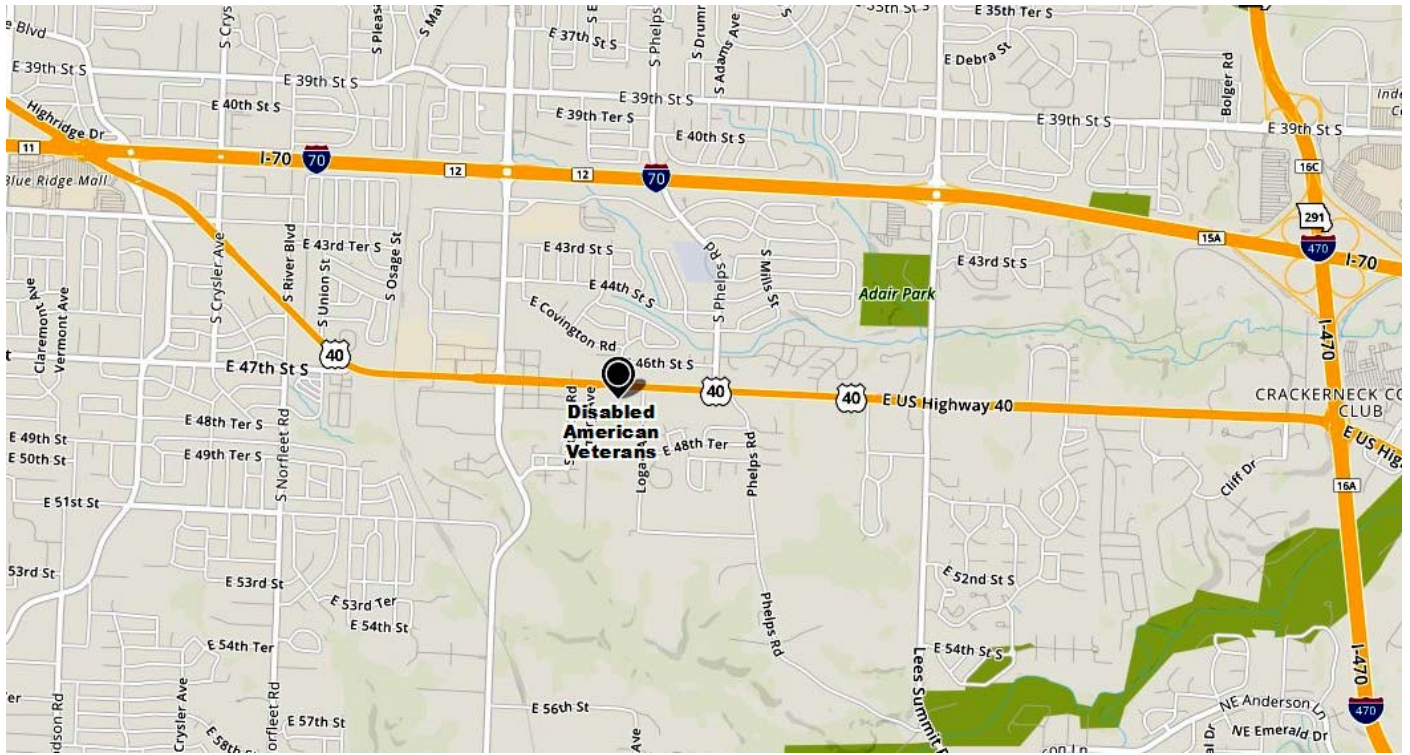 E 35th Ter S
E 37th St S
S Phelps
S Adams Ave
E Debra St
Bolger Rd
E 39th St S
E 39th St S
E 39th St S
E 39th St S
E 40th St S
E 39th Ter S
E 40th St S
Highridge Dr
11
I-70
70
12
12
70
16C
Blue Ridge Mall
291
470
15A
I-70
S River Blvd
E 43rd Ter S
S Osage St
S Union St
S Crysler Ave
E 43rd St S
S Phelps Rd
S Mills St
E 43rd St S
E 44th St S
Adair Park
Claremont Ave
Vermont Ave
E Covington Rd
I-470
E 47th St S
40
46th St S
40
40
E US Highway 40
CRACKERNECK CO
CLUB
Disabled
American
Veterans
E 48th Ter S
E 49th St
E 50th St
E 49th Ter S
S Norfleet Rd
E 48th Ter
Phelps Rd
Cliff Dr
16A
E 51st St
53rd St
E 53rd St
E 53rd Ter
E 54th St
E 54th Ter
E 52nd St S
Phelps Rd
E 54th St S
Lees Summit
I-470
NE Anderson Ln
470
NE Emerald Dr
Crysler Ave
E 57th St
E 58th St
E 56th St
Ave